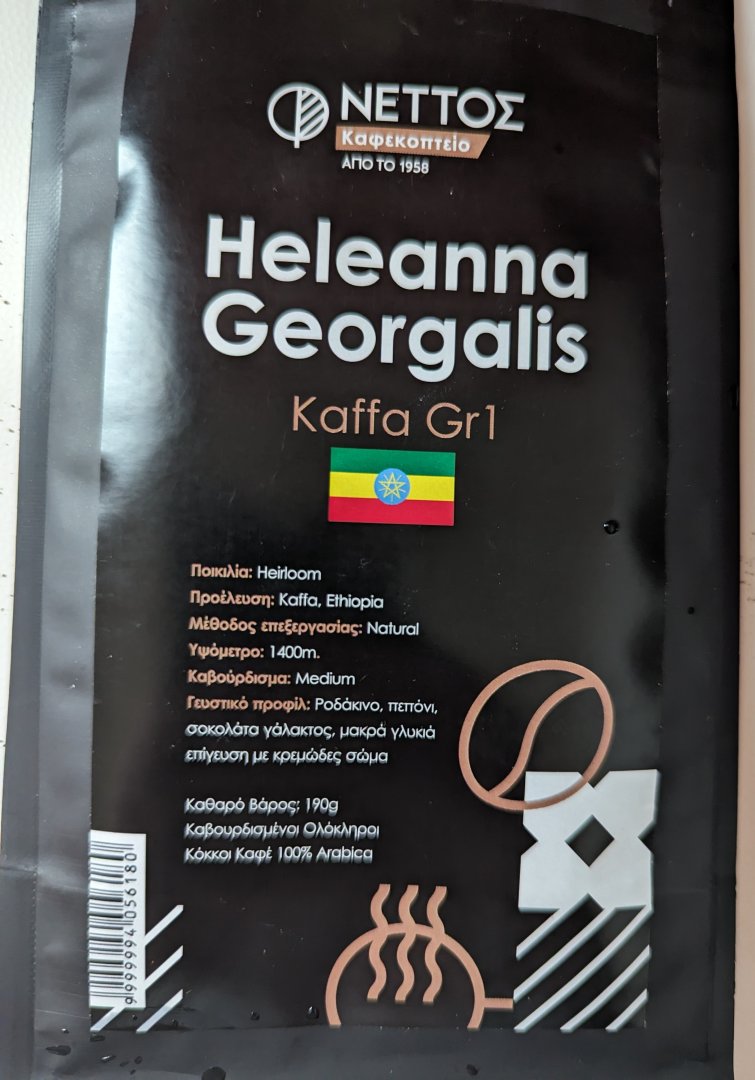 ΝΕΤΤΟΣ
Καφεκοπτείο
ΑΠΟ ΤΟ 1958
Heleanna
Georgalis
Kaffa Gr1
Ποικιλία: Heirloom
Προέλευση: Kaffa, Ethiopia
Μέθοδος επεξεργασίας: Natural
Υψόμετρο: 1400m.
Καβούρδισμα: Medium
Γευστικό προφίλ: Ροδάκινο, πεπόνι,
σοκολάτα γάλακτος, μακρά γλυκιά
επίγευση με κρεμώδες σώμα
Καθαρό Βάρος: 190g
Καβουρδισμένοι Ολόκληροι
Κόκκοι Καφέ 100% Arabica
9999994056180